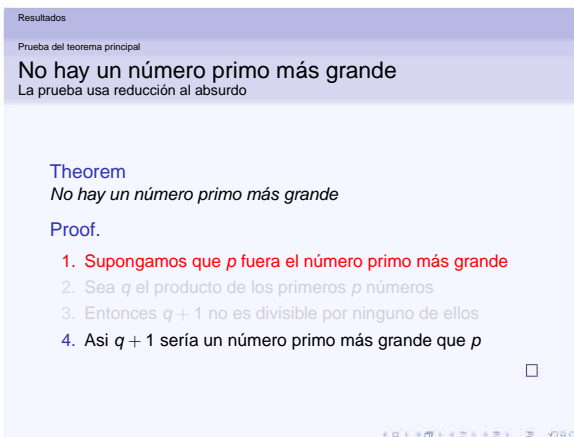 Resultados
Prueba del teorema principal
No hay un número primo más grande
La prueba usa reducción al absurdo
Theorem
No hay un número primo más grande
Proof.
1. Supongamos que p fuera el número primo más grande
2. Sea q el producto de los primeros p números
3. Entonces q + 1 no es divisible por ninguno de ellos
4. Asi q + 1 sería un número primo más grande que p